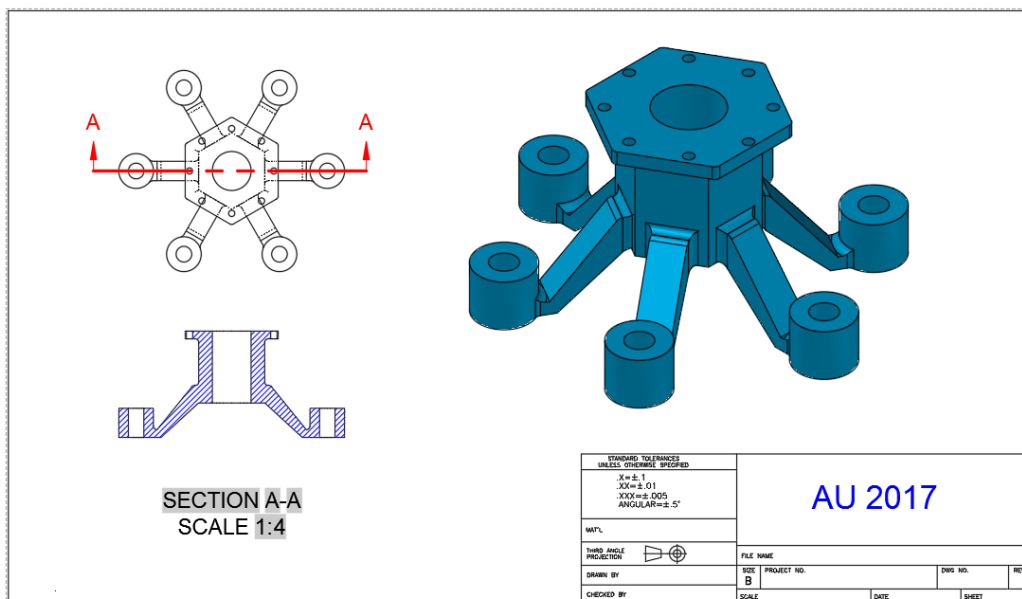 A
A
SECTION A-A
SCALE 1:4
STANDARD TOLERANCES
UNLESS OTHERWISE SPECIFIED
.X=±.1
.XX=±.01
.XXX=±.005
ANGULAR=±.5°
MAT'L
THIRD ANGLE
PROJECTION
DRAWN BY
CHECKED BY
AU 2017
FILE NAME
SIZE
B
PROJECT NO.
DWG NO.
SCALE
DATE
SHEET